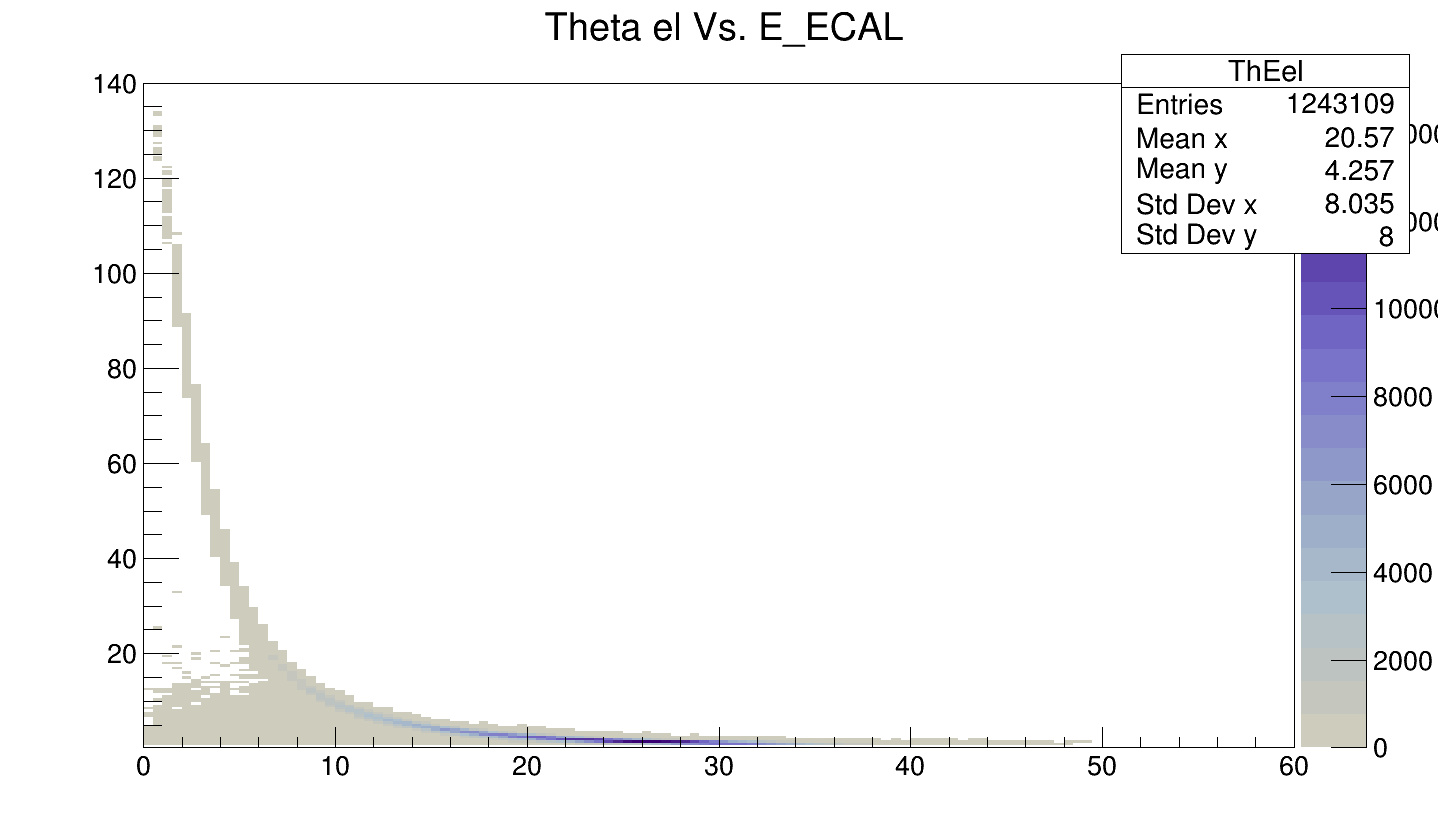 Theta el Vs. E_ECAL
ThEel
Entries 1243109
Mean x 20.57
Mean y 4.257
Std Dev x 8.035
Std Dev y 8
140
120
100
80
60
40
20
0 10 20 30 40 50 60
10000
8000
6000
4000
2000
0